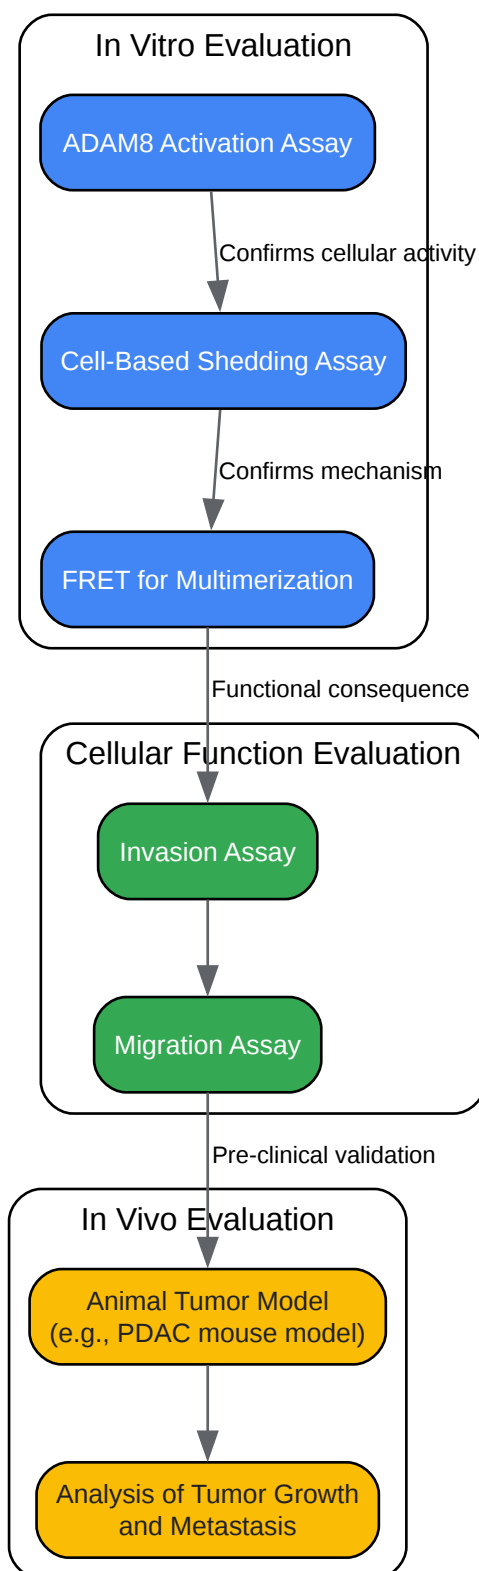 In Vitro Evaluation
ADAM8 Activation Assay
Confirms cellular activity
Cell-Based Shedding Assay
Confirms mechanism
FRET for Multimerization
Functional consequence
Cellular Function Evaluation
Invasion Assay
Migration Assay
Pre-clinical validation
In Vivo Evaluation
Animal Tumor Model
(e.g., PDAC mouse model)
Analysis of Tumor Growth
and Metastasis